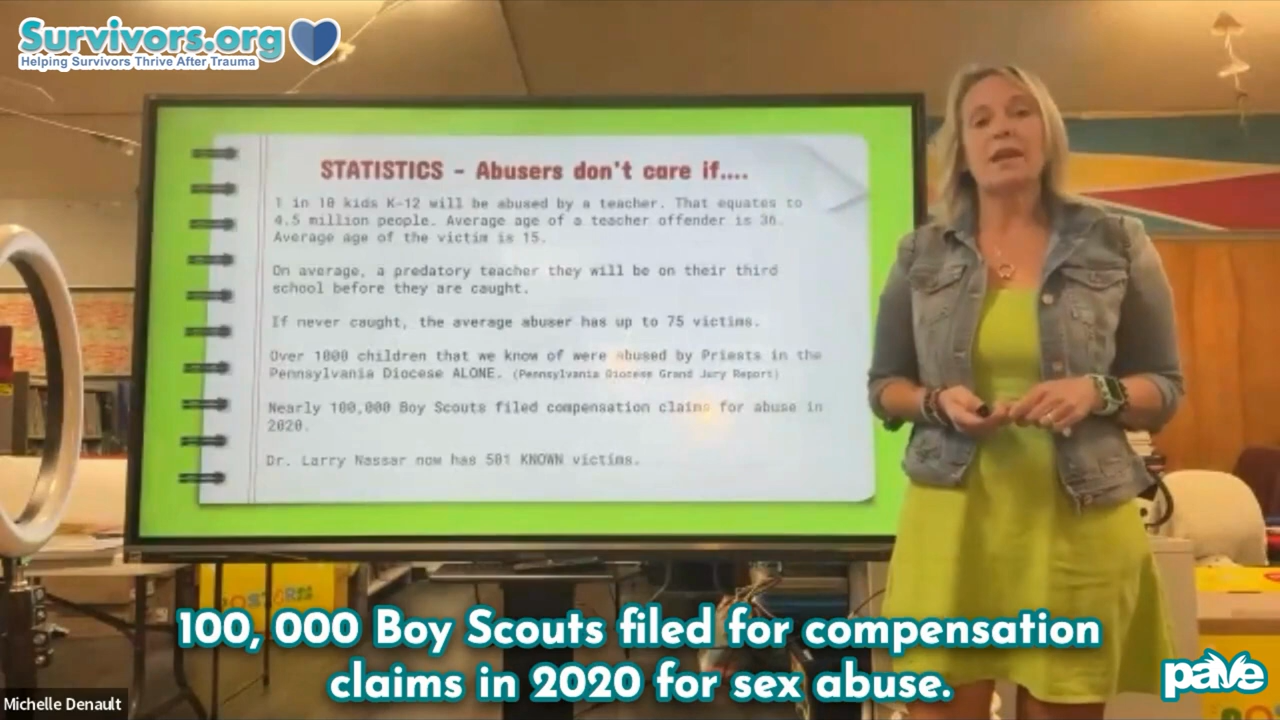 Survivors.org
Helping Survivors Thrive After Trauma
STATISTICS - Abusers don't care if....
1 in 10 kids K-12 will be abused by a teacher. That equates to
4.5 million people. Average age of a teacher offender is 36.
Average age of the victim is 15.
On average, a predatory teacher they will be on their third
school before they are caught.
If never caught, the average abuser has up to 75 victims.
Over 1000 children that we know of were abused by Priests in the
Pennsylvania Diocese ALONE. (Pennsylvania Diocese Grand Jury Report)
Nearly 100,000 Boy Scouts filed compensation claims for abuse in
2020.
Dr. Larry Nassar now has 501 KNOWN victims.
100, 000 Boy Scouts filed for compensation
claims in 2020 for sex abuse.
Michelle Denault
paVe